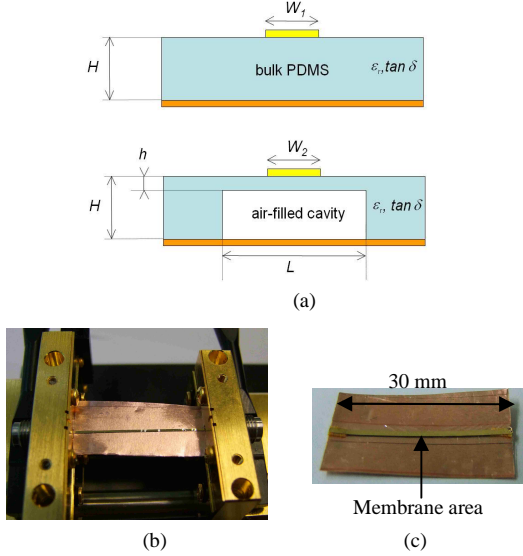 W1
H
bulk PDMS
εr,tan δ
W2
h
H
air-filled cavity
εr, tan δ
L
(a)
30 mm
Membrane area
(b)
(c)